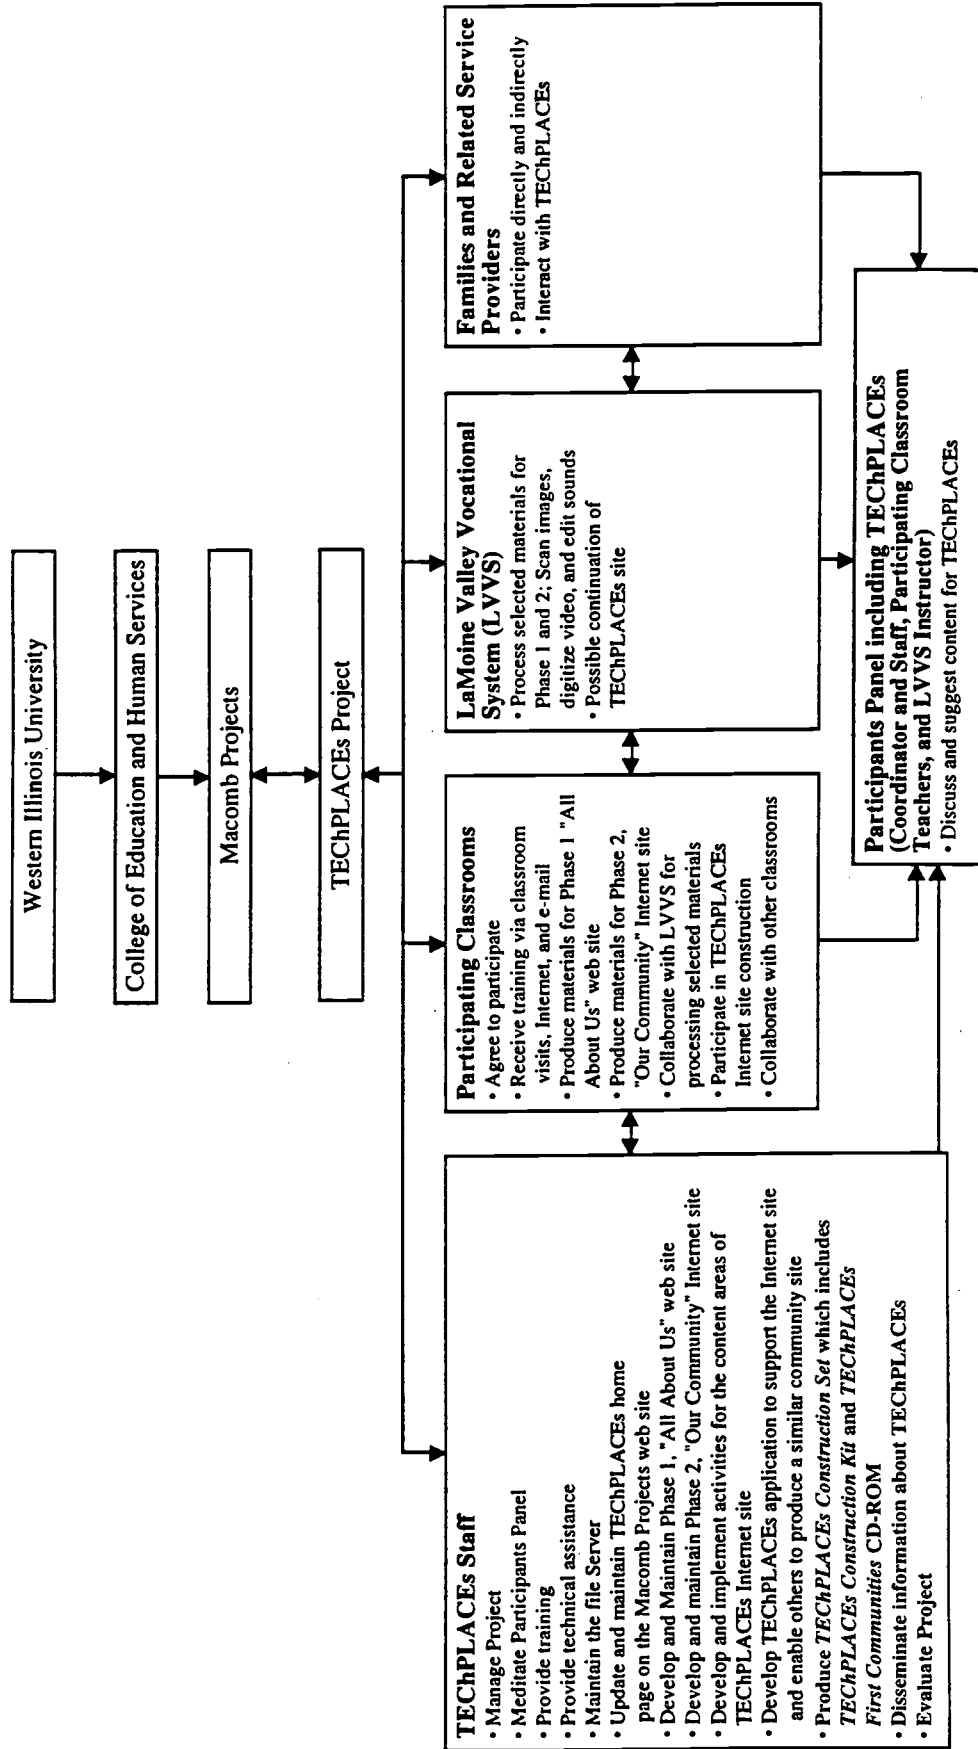 Western Illinois University
College of Education and Human Services
Macomb Projects
TEChPLACEs Project
TEChPLACEs Staff
• Manage Project
• Meditate Participants Panel
• Provide training
• Provide technical assistance
• Maintain the file Server
• Update and maintain TEChPLACEs home
page on the Macomb Projects web site
• Develop and Maintain Phase 1, "All About Us" web site
• Develop and maintain Phase 2, "Our Community" Internet site
• Develop and implement activities for the content areas of
TEChPLACEs Internet site
• Develop TEChPLACEs application to support the Internet site
and enable others to produce a similar community site
• Produce TEChPLACEs Construction Set which includes
TEChPLACEs Construction Kit and TEChPLACEs
First Communities CD-ROM
• Disseminate information about TEChPLACEs
• Evaluate Project
Participating Classrooms
• Agree to participate
• Receive training via classroom
visits, Internet, and e-mail
• Produce materials for Phase 1 "All
About Us" web site
• Produce materials for Phase 2,
"Our Community" Internet site
• Collaborate with LVVS for
processing selected materials
• Participate in TEChPLACEs
Internet site construction
• Collaborate with other classrooms
LaMoine Valley Vocational
System (LVVS)
• Process selected materials for
Phase 1 and 2; Scan images,
digitize video, and edit sounds
• Possible continuation of
TEChPLACEs site
Families and Related Service
Providers
• Participate directly and indirectly
• Interact with TEChPLACEs
Participants Panel including TEChPLACEs
(Coordinator and Staff, Participating Classroom
Teachers, and LVVS Instructor)
• Discuss and suggest content for TEChPLACEs